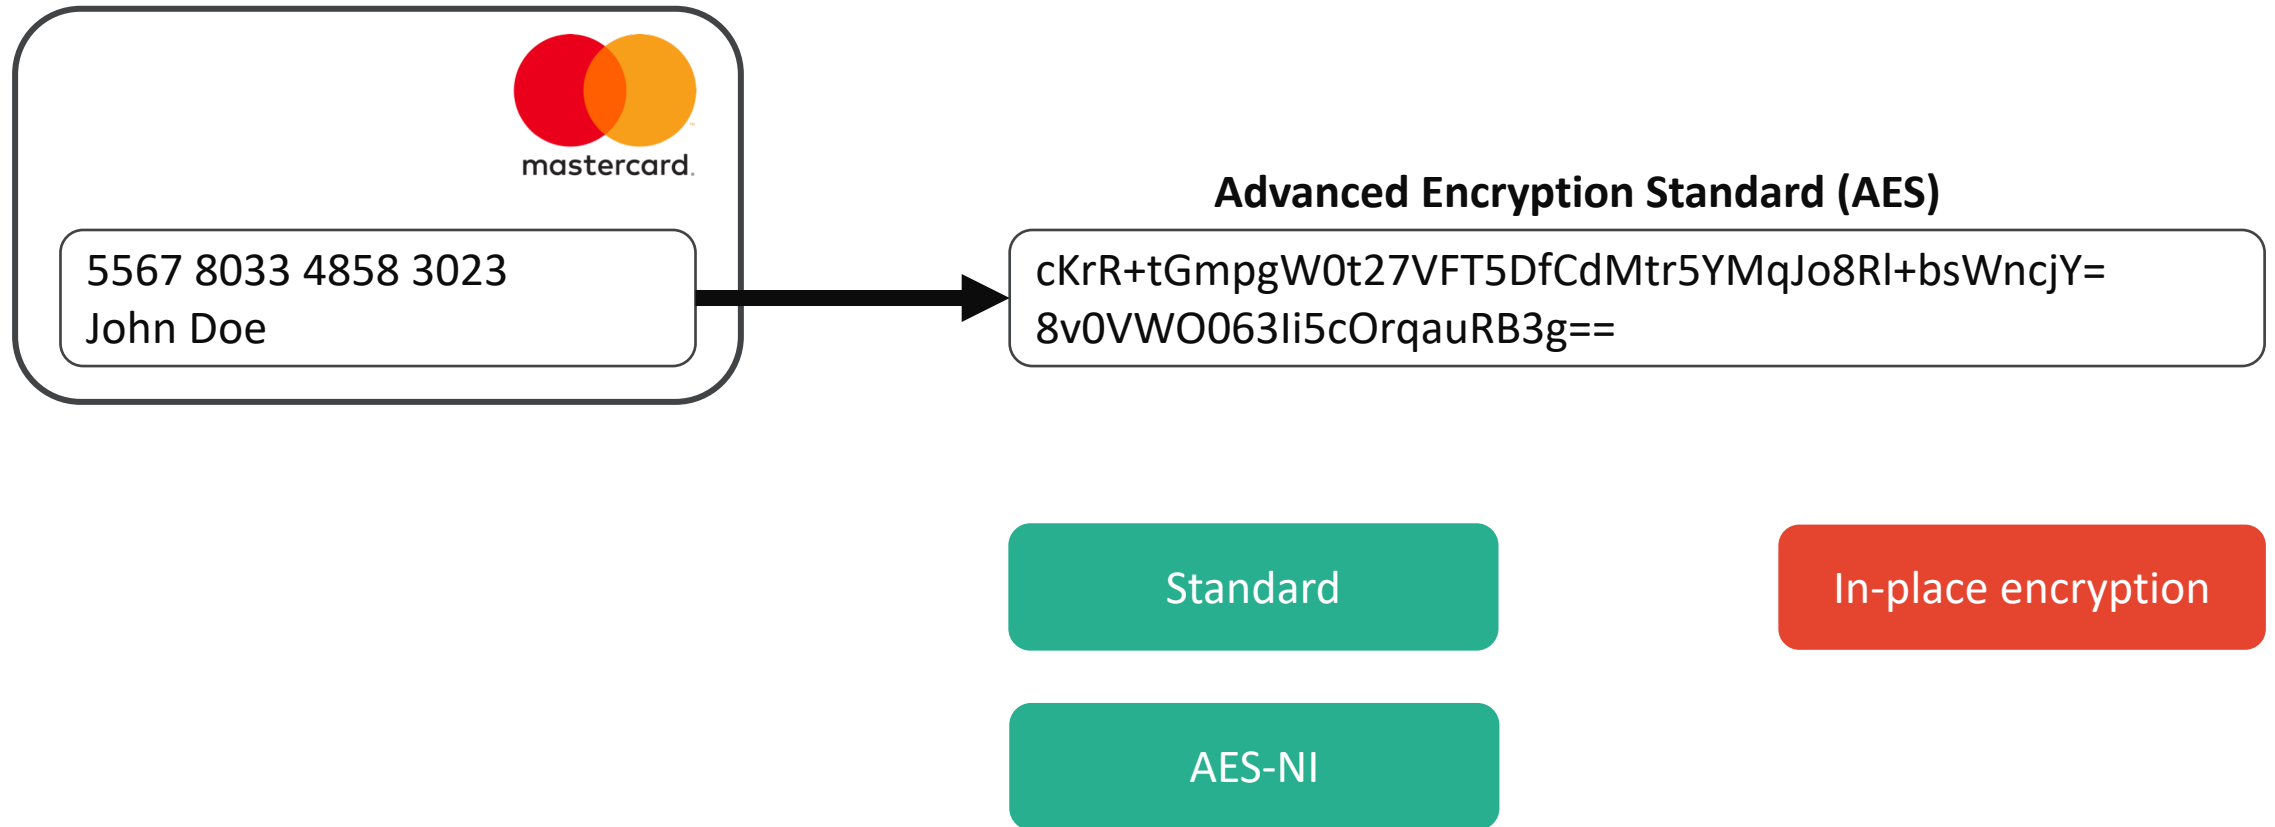 mastercard.
Advanced Encryption Standard (AES)
5567 8033 4858 3023
John Doe
cKrR+tGmpgW0t27VFT5DfCdMtr5YMqJo8Rl+bsWncjY=
8v0VWO063Ii5cOrqauRB3g==
Standard
In-place encryption
AES-NI